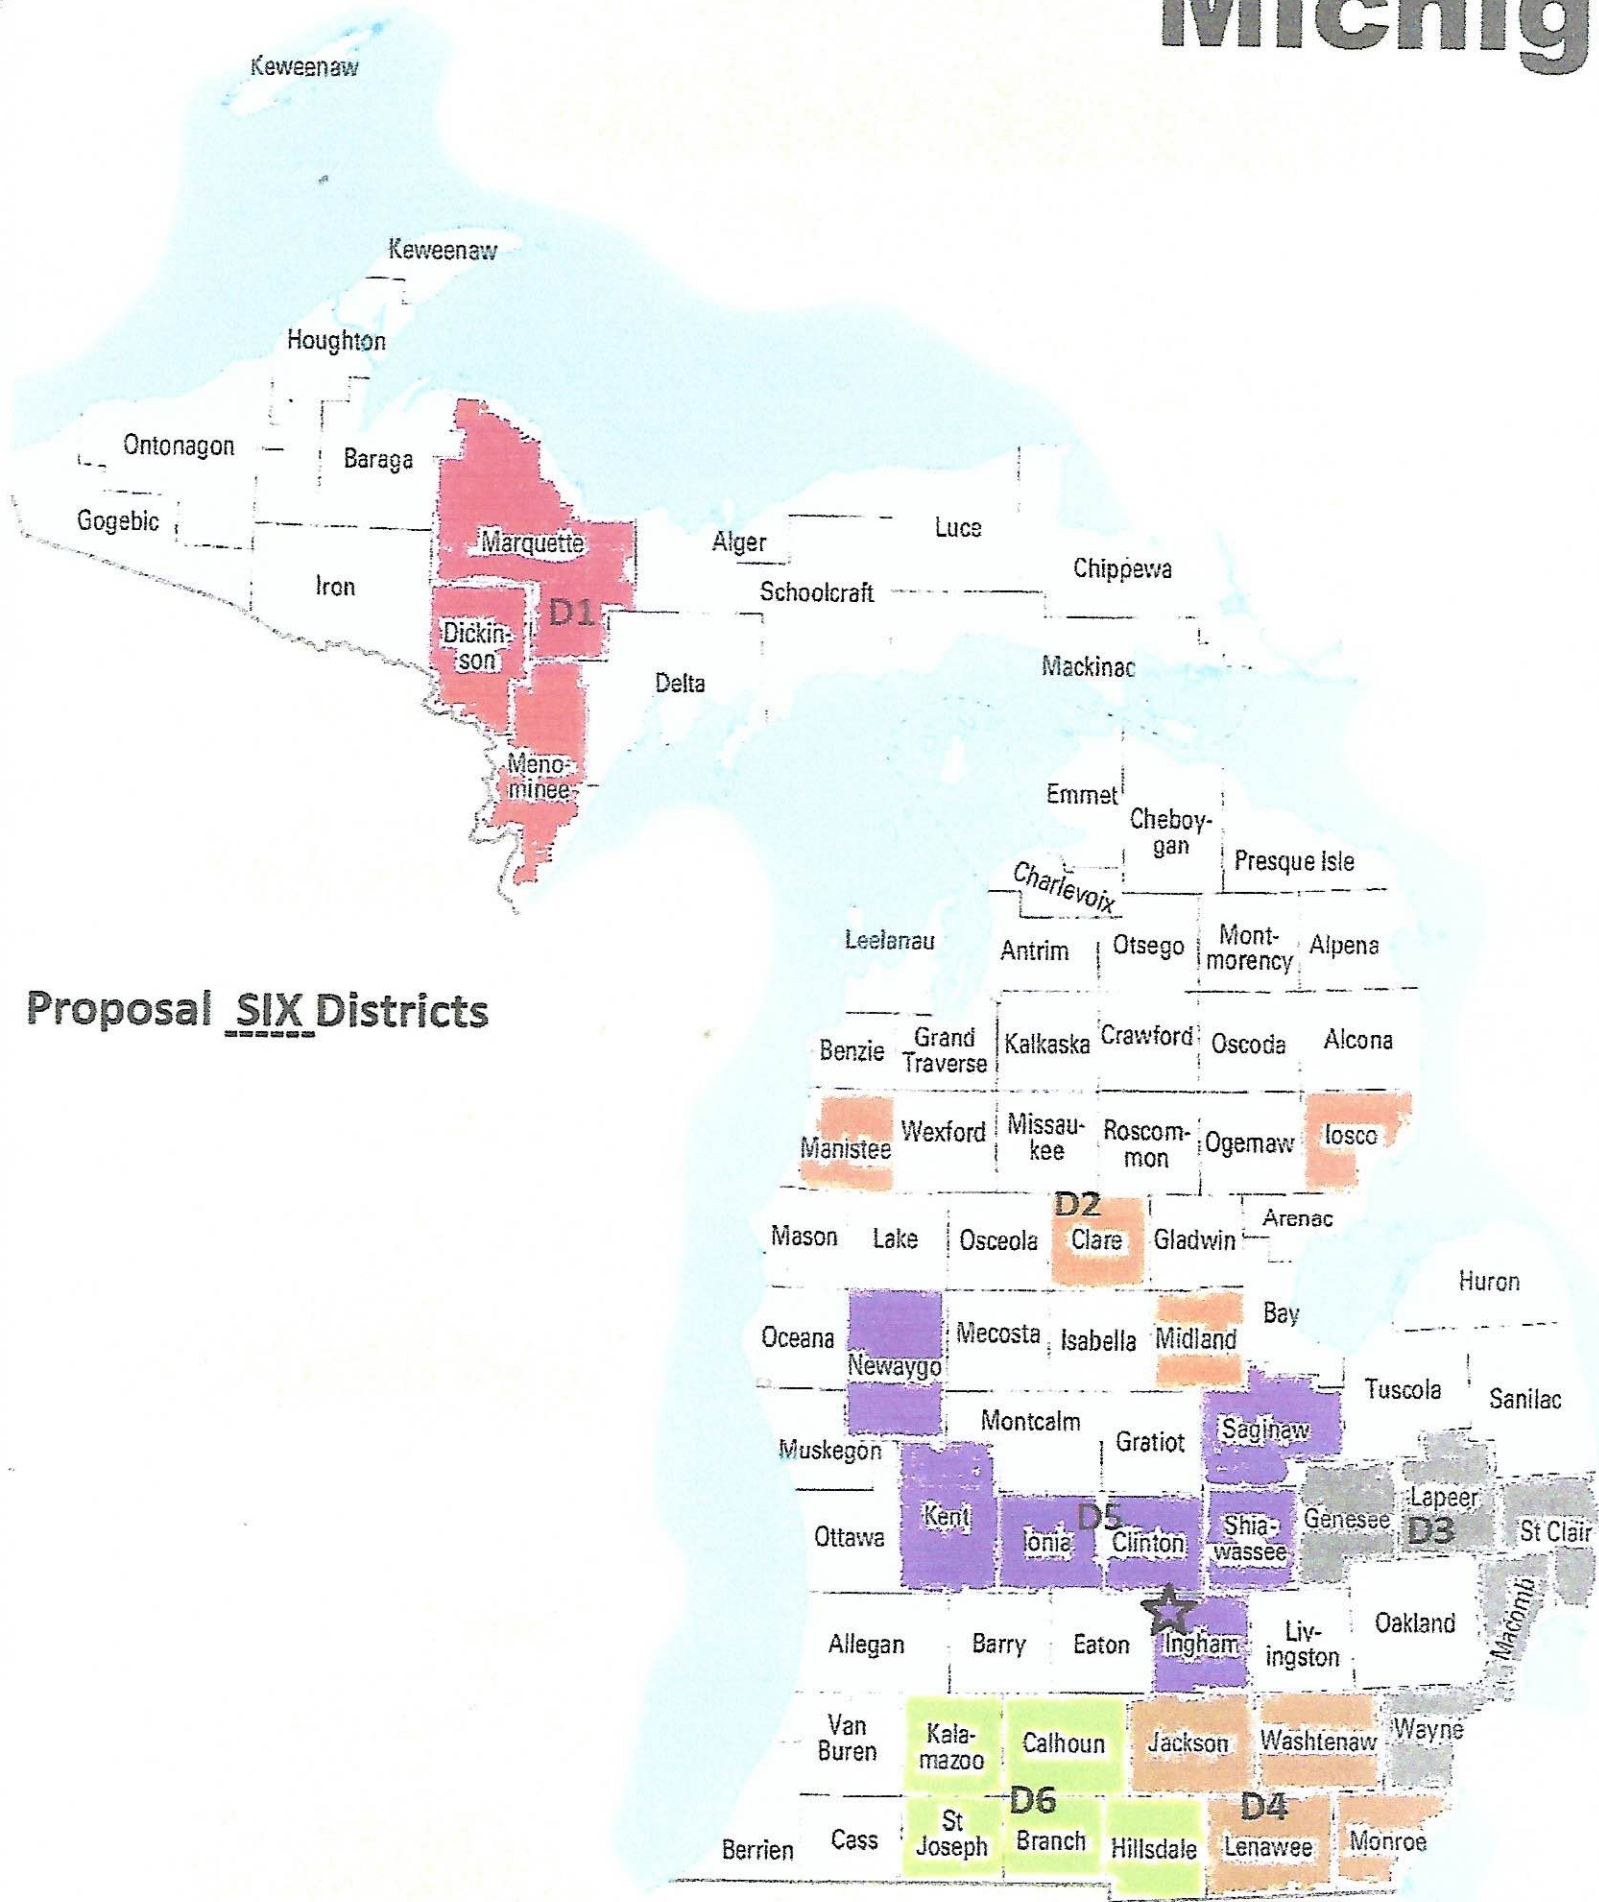 Michig
Keweenaw
Keweenaw
Houghton
Ontonagon
Baraga
Gogebic
Marquette
Alger
Luce
Iron
Chippewa
Schoolcraft
D1
Dickin-
son
Mackinac
Delta
Meno-
minee
Emmet
Cheboy-
gan
Presque Isle
Charlevoix
Leelanau
Antrim
Otsego
Mont-
morency
Alpena
Proposal SIX Districts
Benzie
Grand
Traverse
Kalkaska
Crawford
Oscoda
Alcona
Manistee
Wexford
Missau-
kee
Roscom-
mon
Ogemaw
Iosco
D2
Mason
Lake
Osceola
Clare
Gladwin
Arenac
Huron
Oceana
Newaygo
Mecosta
Isabella
Midland
Bay
Tuscola
Sanilac
Muskegon
Montcalm
Gratiot
Saginaw
Ottawa
Kent
Ionia
D5
Clinton
Shia-
wassee
Genesee
Lapeer
D3
St Clair
Allegan
Barry
Eaton
Ingham
Liv-
ingston
Oakland
Macomb
Van
Buren
Kala-
mazoo
Calhoun
Jackson
Washtenaw
Wayne
D6
D4
Berrien
Cass
St
Joseph
Branch
Hillsdale
Lenawee
Monroe